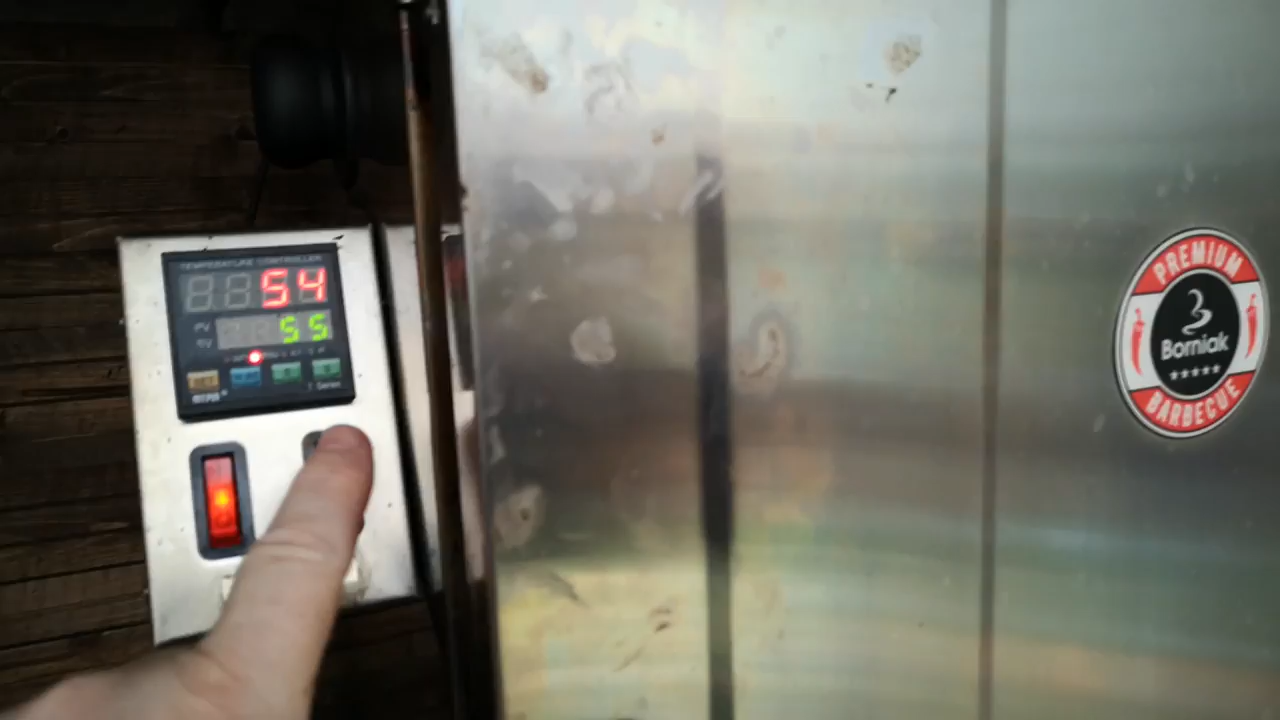 TEMPERATURE CONTROLLER
54
PV
55
SV
PREMIUM
Borniak
BARBECUE